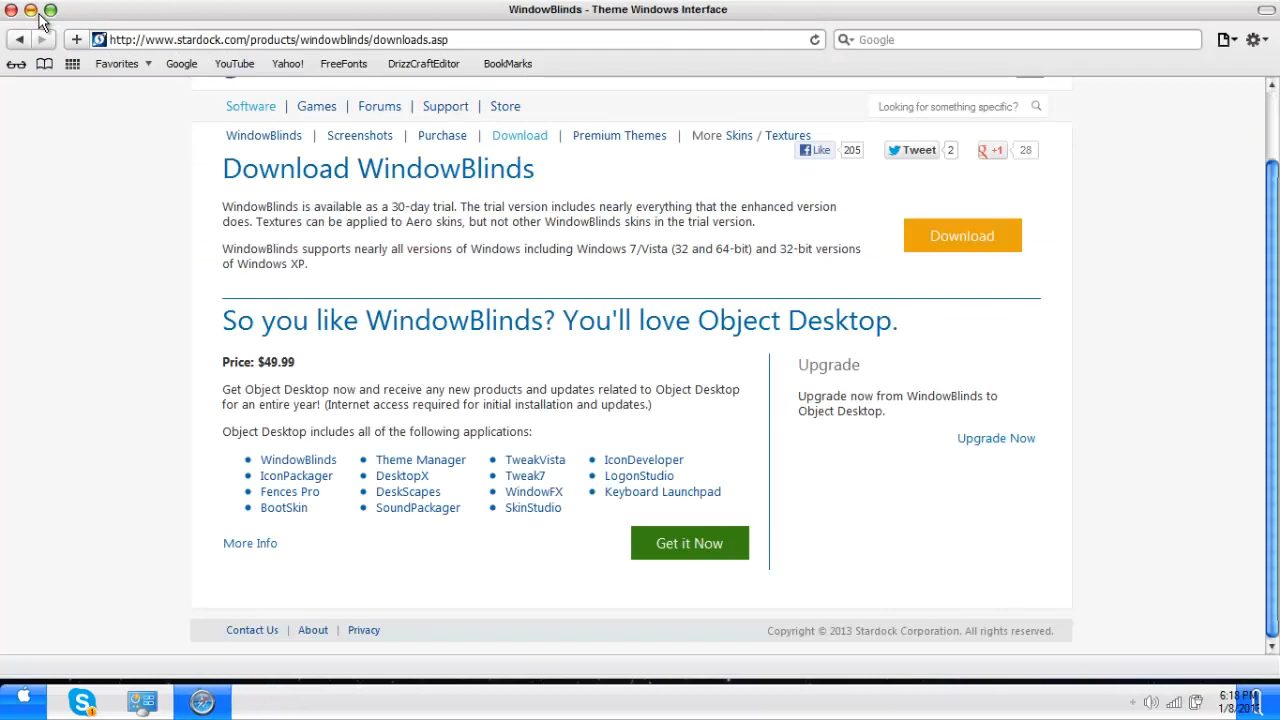 WindowBlinds - Theme Windows Interface
http://www.stardock.com/products/windowblinds/downloads.asp
Google
Favorites Google YouTube Yahoo! FreeFonts DrizzCraftEditor BookMarks
Software | Games | Forums | Support | Store
Looking for something specific?
WindowBlinds | Screenshots | Purchase | Download | Premium Themes | More Skins / Textures
Like 205 Tweet 2 +1 28
Download WindowBlinds
WindowBlinds is available as a 30-day trial. The trial version includes nearly everything that the enhanced version
does. Textures can be applied to Aero skins, but not other WindowBlinds skins in the trial version.
Download
WindowBlinds supports nearly all versions of Windows including Windows 7/Vista (32 and 64-bit) and 32-bit versions
of Windows XP.
So you like WindowBlinds? You'll love Object Desktop.
Price: $49.99
Get Object Desktop now and receive any new products and updates related to Object Desktop
for an entire year! (Internet access required for initial installation and updates.)
Object Desktop includes all of the following applications:
WindowBlinds Theme Manager TweakVista IconDeveloper
IconPackager DesktopX Tweak7 LogonStudio
Fences Pro DeskScapes WindowFX Keyboard Launchpad
BootSkin SoundPackager SkinStudio
More Info
Get it Now
Upgrade
Upgrade now from WindowBlinds to
Object Desktop.
Upgrade Now
Contact Us | About | Privacy
Copyright © 2013 Stardock Corporation. All rights reserved.
6:18 PM